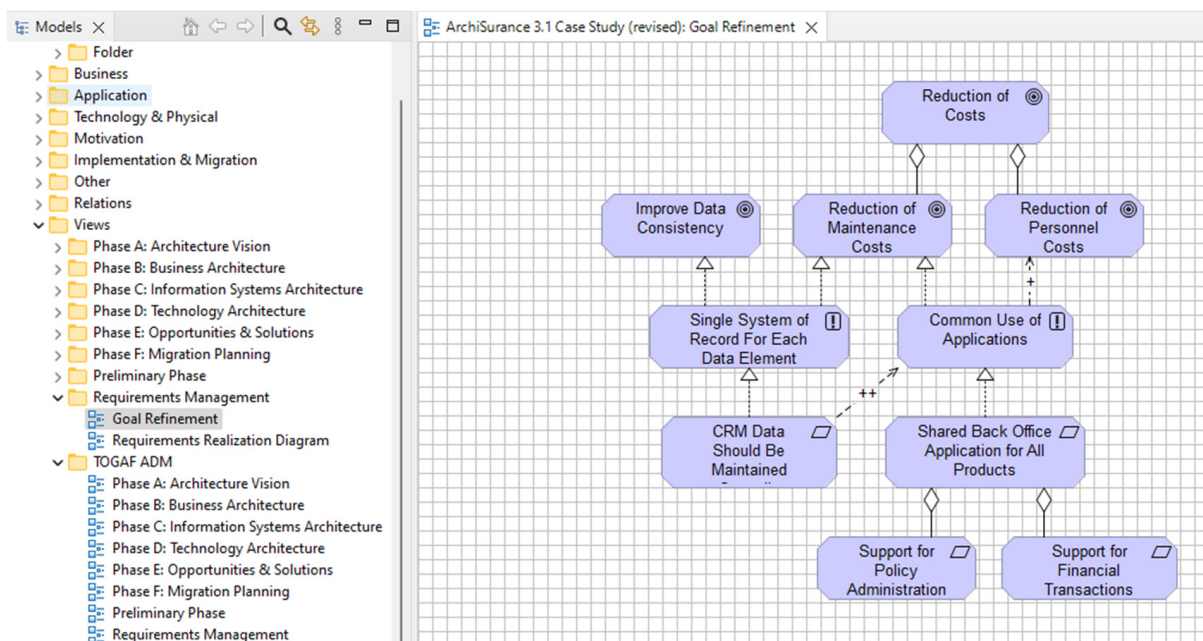 Models
ArchiSurance 3.1 Case Study (revised): Goal Refinement
Folder
Business
Application
Technology & Physical
Motivation
Implementation & Migration
Other
Relations
Views
Phase A: Architecture Vision
Phase B: Business Architecture
Phase C: Information Systems Architecture
Phase D: Technology Architecture
Phase E: Opportunities & Solutions
Phase F: Migration Planning
Preliminary Phase
Requirements Management
Goal Refinement
Requirements Realization Diagram
TOGAF ADM
Phase A: Architecture Vision
Phase B: Business Architecture
Phase C: Information Systems Architecture
Phase D: Technology Architecture
Phase E: Opportunities & Solutions
Phase F: Migration Planning
Preliminary Phase
Requirements Management
Reduction of
Costs
Improve Data
Consistency
Reduction of
Maintenance
Costs
Reduction of
Personnel
Costs
+
Single System of
Record For Each
Data Element
Common Use of
Applications
++
CRM Data
Should Be
Maintained
Shared Back Office
Application for All
Products
Support for
Policy
Administration
Support for
Financial
Transactions